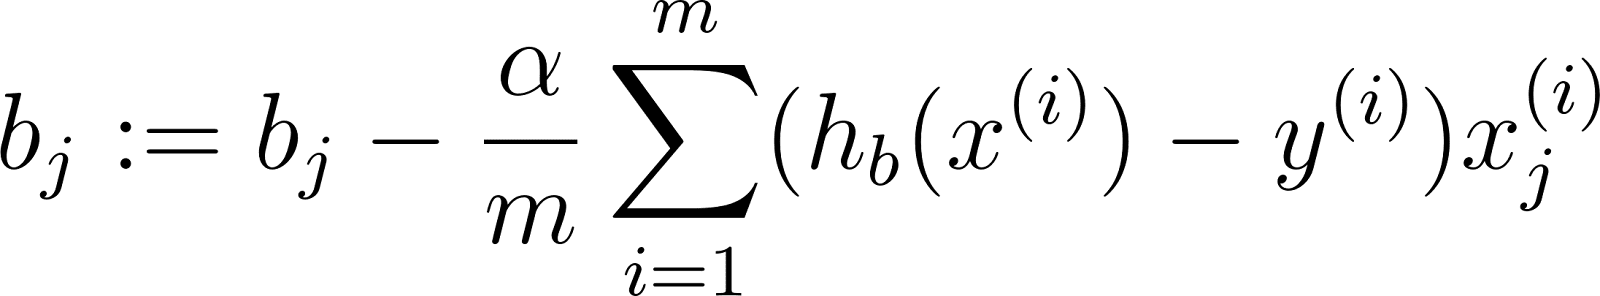 b_j := b_j - \frac{\alpha}{m} \sum_{i=1}^{m} (h_b(x^{(i)}) - y^{(i)}) x_j^{(i)}